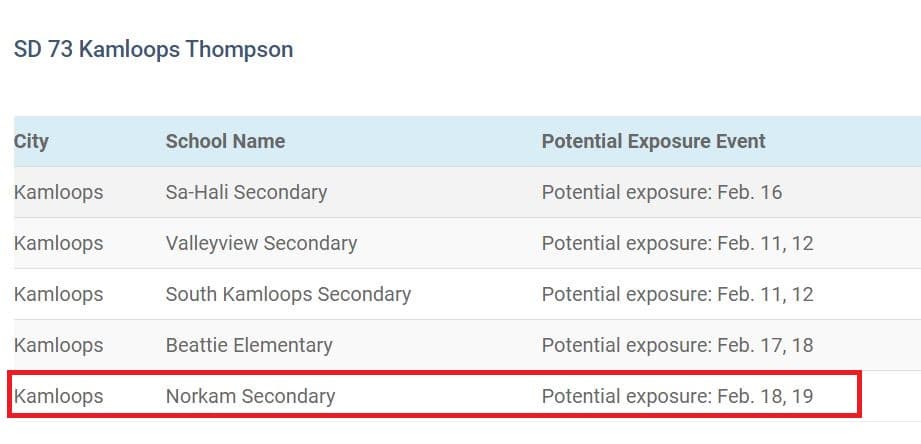 SD 73 Kamloops Thompson
City School Name Potential Exposure Event
Kamloops Sa-Hali Secondary Potential exposure: Feb. 16
Kamloops Valleyview Secondary Potential exposure: Feb. 11, 12
Kamloops South Kamloops Secondary Potential exposure: Feb. 11, 12
Kamloops Beattie Elementary Potential exposure: Feb. 17, 18
Kamloops Norkam Secondary Potential exposure: Feb. 18, 19